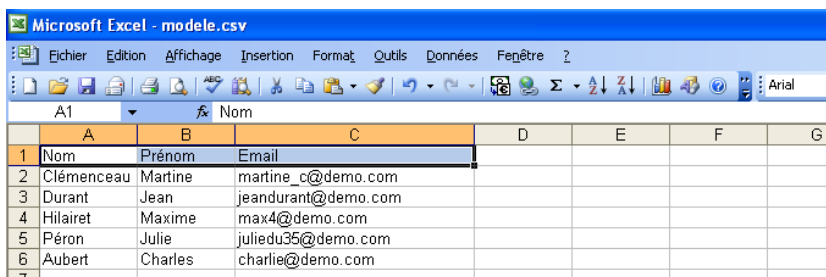 Microsoft Excel - modele.csv
Fichier Edition Affichage Insertion Format Outils Données Fenêtre ?
ABC Σ A Z Z A Arial
A1 fx Nom
A B C D E F G
1 Nom Prénom Email
2 Clémenceau Martine martine_c@demo.com
3 Durant Jean jeandurant@demo.com
4 Hilairet Maxime max4@demo.com
5 Péron Julie juliedu35@demo.com
6 Aubert Charles charlie@demo.com